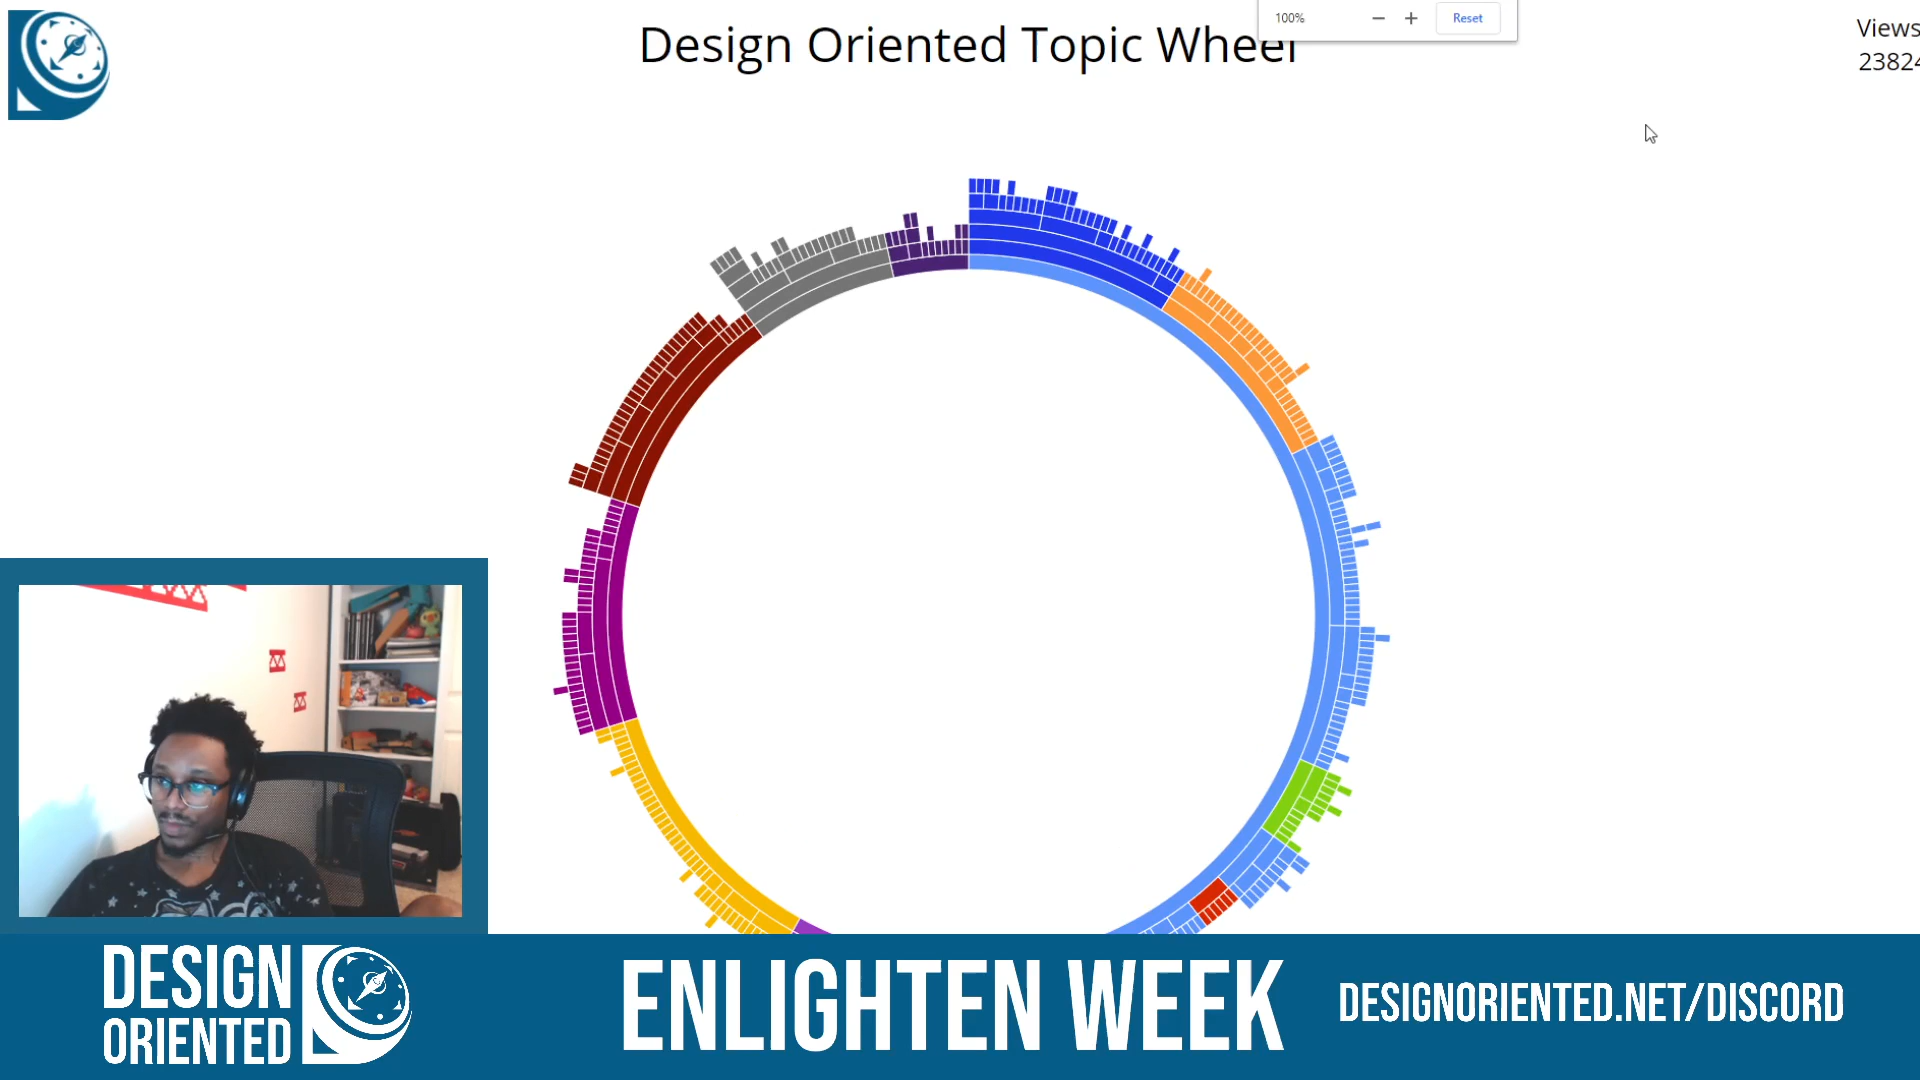 Design Oriented Topic Wheel
100%
Reset
Views
23824
DESIGN
ORIENTED
ENLIGHTEN WEEK
DESIGNORIENTED.NET/DISCORD